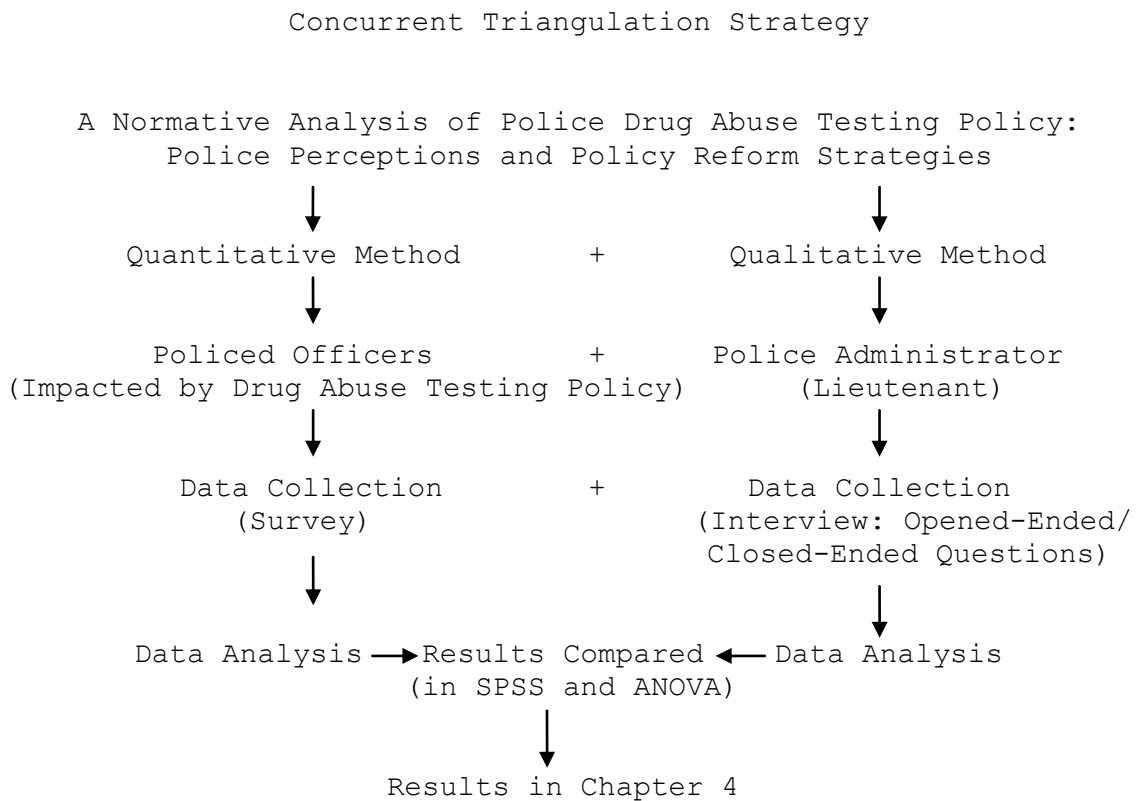 Concurrent Triangulation Strategy
A Normative Analysis of Police Drug Abuse Testing Policy:
Police Perceptions and Policy Reform Strategies
Quantitative Method + Qualitative Method
Policed Officers + Police Administrator
(Impacted by Drug Abuse Testing Policy) (Lieutenant)
Data Collection + Data Collection
(Survey) (Interview: Opened-Ended/
Closed-Ended Questions)
Data Analysis Results Compared Data Analysis
(in SPSS and ANOVA)
Results in Chapter 4